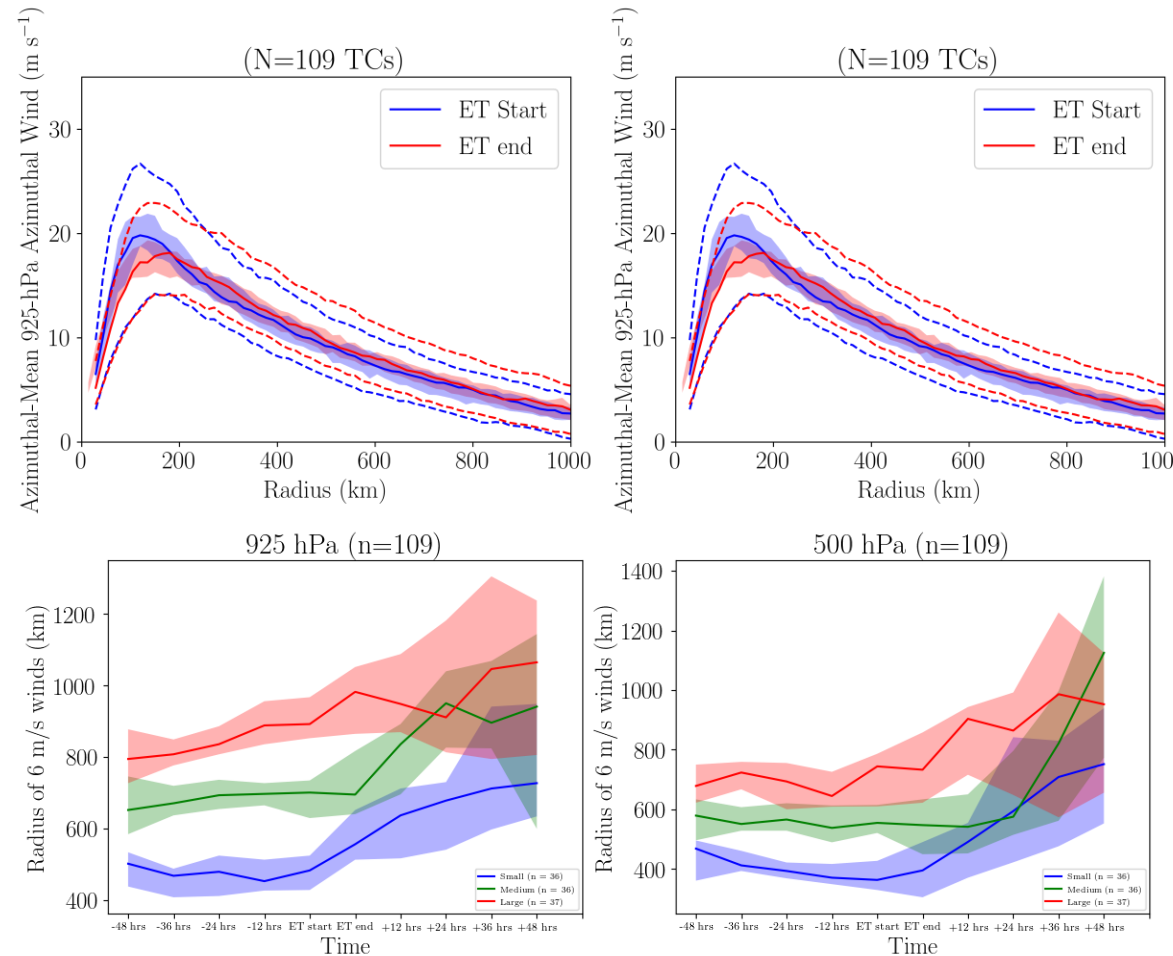 (N=109 TCs)
Azimuthal-Mean 925-hPa Azimuthal Wind (m s⁻¹)
30
20
10
0
ET Start
ET end
0 200 400 600 800 1000
Radius (km)
(N=109 TCs)
Azimuthal-Mean 925-hPa Azimuthal Wind (m s⁻¹)
30
20
10
0
ET Start
ET end
0 200 400 600 800 1000
Radius (km)
925 hPa (n=109)
Radius of 6 m/s winds (km)
1200
1000
800
600
400
Small (n = 36)
Medium (n = 36)
Large (n = 37)
-48 hrs -36 hrs -24 hrs -12 hrs ET start ET end +12 hrs +24 hrs +36 hrs +48 hrs
Time
500 hPa (n=109)
Radius of 6 m/s winds (km)
1400
1200
1000
800
600
400
Small (n = 36)
Medium (n = 36)
Large (n = 37)
-48 hrs -36 hrs -24 hrs -12 hrs ET start ET end +12 hrs +24 hrs +36 hrs +48 hrs
Time